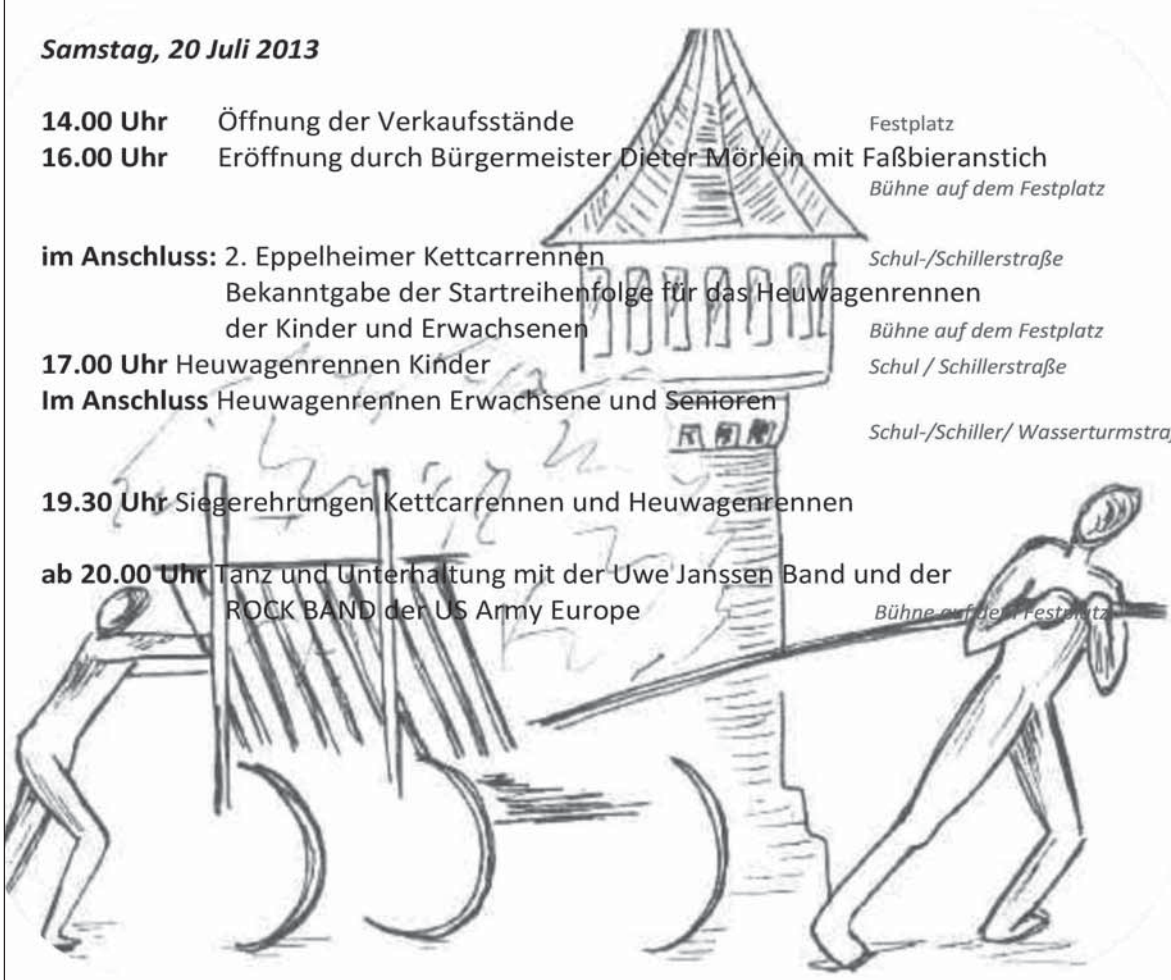 Samstag, 20 Juli 2013
14.00 Uhr Öffnung der Verkaufsstände Festplatz
16.00 Uhr Eröffnung durch Bürgermeister Dieter Mörlein mit Faßbieranstich
Bühne auf dem Festplatz
im Anschluss: 2. Eppelheimer Kettcarrennen Schul-/Schillerstraße
Bekanntgabe der Startreihenfolge für das Heuwagenrennen
der Kinder und Erwachsenen Bühne auf dem Festplatz
17.00 Uhr Heuwagenrennen Kinder Schul / Schillerstraße
Im Anschluss Heuwagenrennen Erwachsene und Senioren
Schul-/Schiller/
19.30 Uhr Siegerehrungen Kettcarrennen und Heuwagenrennen
ab 20.00 Uhr Tanz und Unterhaltung mit der Uwe Janssen Band und der
ROCK BAND der US Army Europe Bühne auf dem Festplatz